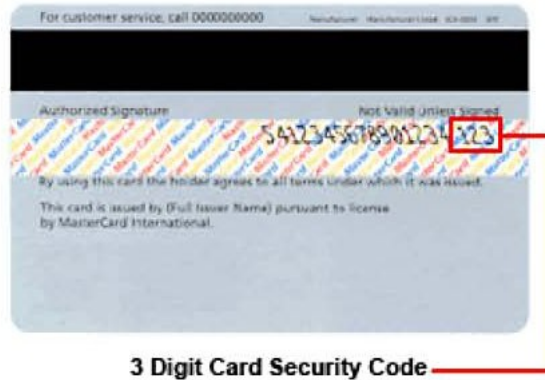 For customer service, call 0000000000
Authorized Signature Not Valid Unless Signed
5412345678901234 123
By using this card the holder agrees to all terms under which it was issued.
This card is issued by (Full Issuer Name) pursuant to license
by MasterCard International.
3 Digit Card Security Code